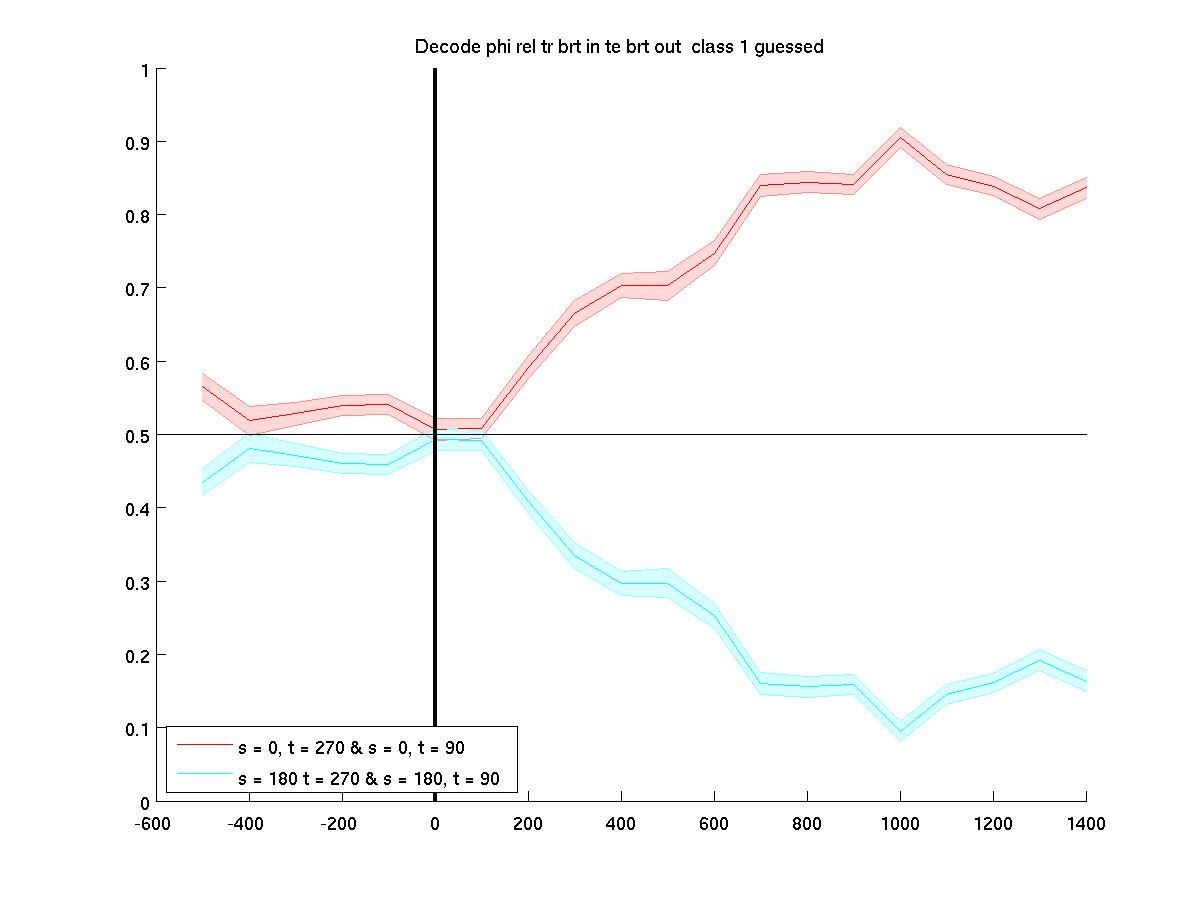 Decode phi rel tr brt in te brt out  class 1 guessed
1
0.9
0.8
0.7
0.6
0.5
0.4
0.3
0.2
0.1
0
s = 0, t = 270 & s = 0, t = 90
s = 180 t = 270 & s = 180, t = 90
-600 -400 -200 0 200 400 600 800 1000 1200 1400